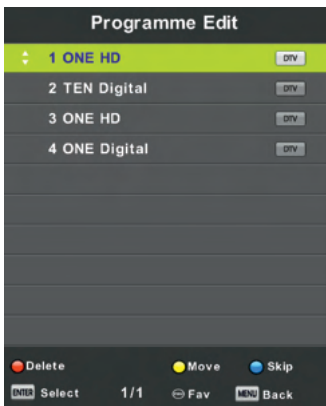 Programme Edit
1 ONE HD DTV
2 TEN Digital DTV
3 ONE HD DTV
4 ONE Digital DTV
Delete Move Skip
ENTER Select 1/1 Fav MENU Back